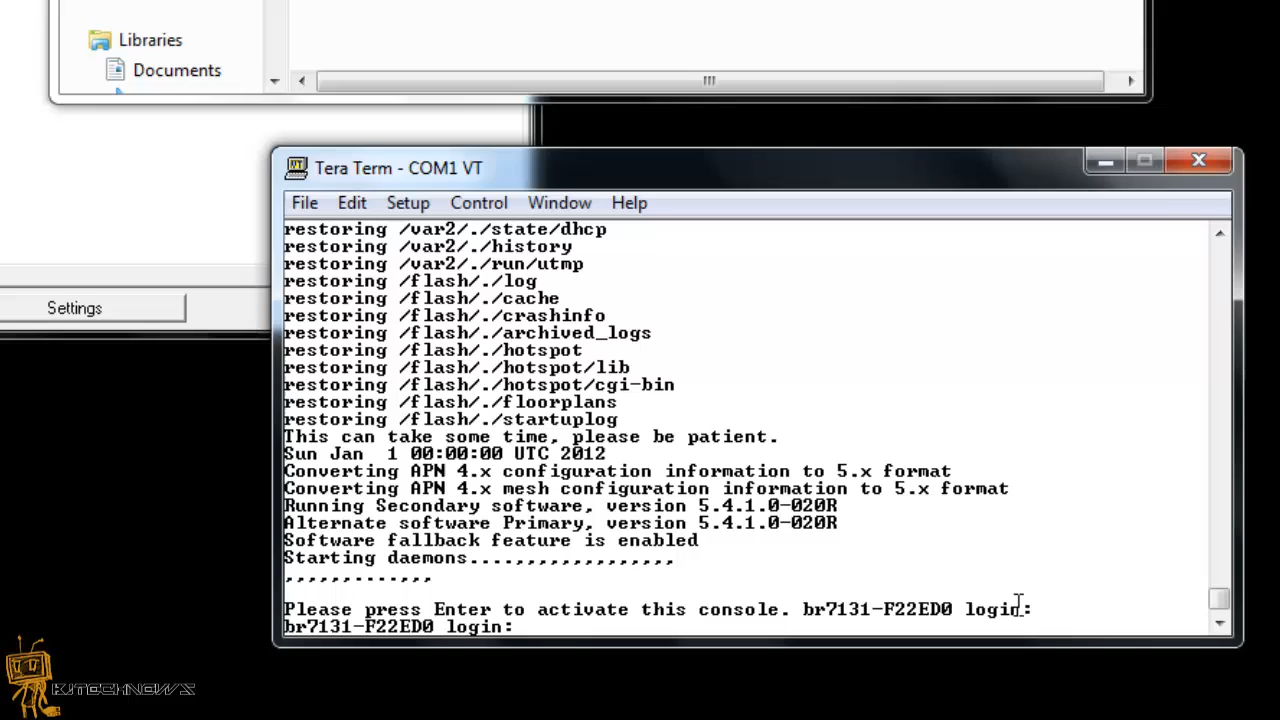 Libraries
Documents
Tera Term - COM1 VT
File Edit Setup Control Window Help
restoring /var2/./state/dhcp
restoring /var2/./history
restoring /var2/./run/utmp
restoring /flash/./log
restoring /flash/./cache
restoring /flash/./crashinfo
restoring /flash/./archived_logs
restoring /flash/./hotspot
restoring /flash/./hotspot/lib
restoring /flash/./hotspot/cgi-bin
restoring /flash/./floorplans
restoring /flash/./startuplog
This can take some time, please be patient.
Sun Jan  1 00:00:00 UTC 2012
Converting APN 4.x configuration information to 5.x format
Converting APN 4.x mesh configuration information to 5.x format
Running Secondary software, version 5.4.1.0-020R
Alternate software Primary, version 5.4.1.0-020R
Software fallback feature is enabled
Starting daemons....,,,,,,,,,,,,,,
,,,,,,.,,,,,,
Please press Enter to activate this console. br7131-F22ED0 login:
br7131-F22ED0 login:
Settings
KJTECHNOWS